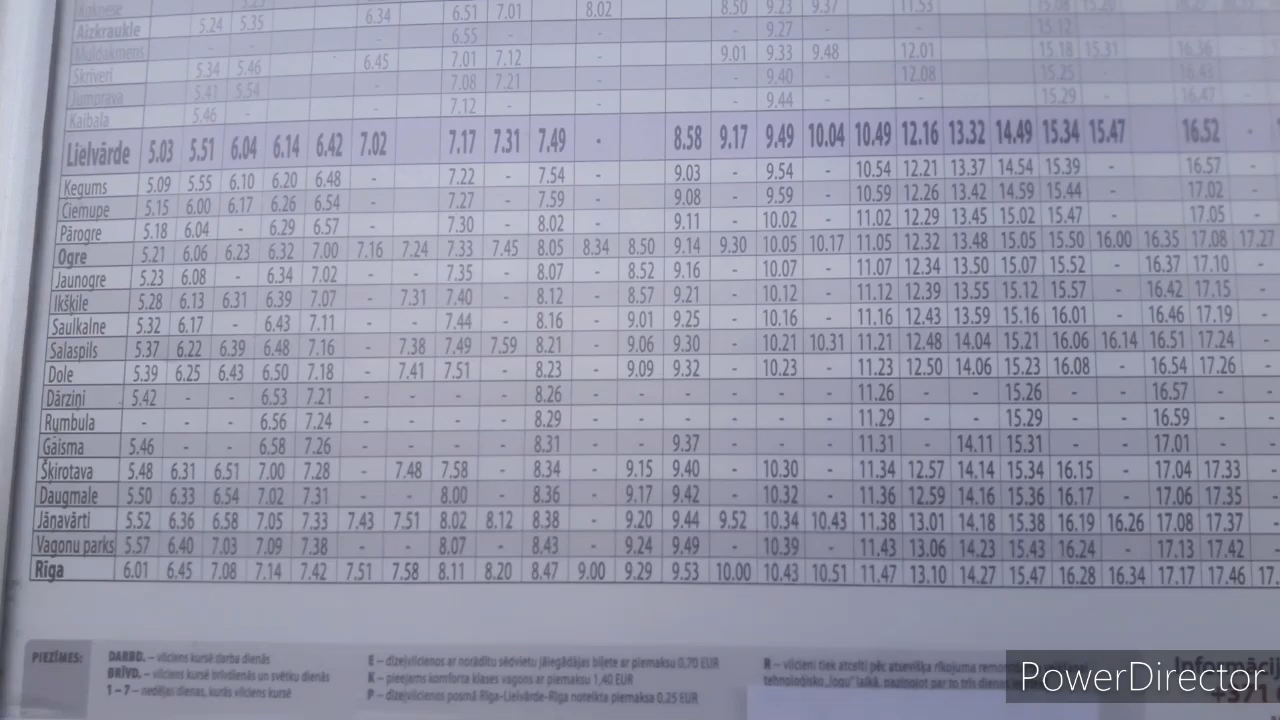 Aizkraukle 5.24 5.35 6.34 6.51 7.01 8.02 8.50 9.23 9.37 11.53
- - - 6.55 - - - 9.27 - - 15.12
Skrīveri 5.34 5.46 6.45 7.01 7.12 - 9.01 9.33 9.48 12.01 15.18 15.31
Jumprava 5.41 5.54 - 7.08 7.21 - - 9.40 - 12.08 15.25 -
Kaibala 5.46 - - 7.12 - - - 9.44 - - 15.29 - 16.47
Lielvārde 5.03 5.51 6.04 6.14 6.42 7.02 7.17 7.31 7.49 - 8.58 9.17 9.49 10.04 10.49 12.16 13.32 14.49 15.34 15.47 16.52 -
Ķegums 5.09 5.55 6.10 6.20 6.48 - 7.22 - 7.54 - 9.03 - 9.54 - 10.54 12.21 13.37 14.54 15.39 - 16.57 -
Ciemupe 5.15 6.00 6.17 6.26 6.54 - 7.27 - 7.59 - 9.08 - 9.59 - 10.59 12.26 13.42 14.59 15.44 - 17.02 -
Pārogre 5.18 6.04 - 6.29 6.57 - 7.30 - 8.02 - 9.11 - 10.02 - 11.02 12.29 13.45 15.02 15.47 - 17.05 -
Ogre 5.21 6.06 6.23 6.32 7.00 7.16 7.24 7.33 7.45 8.05 8.34 8.50 9.14 9.30 10.05 10.17 11.05 12.32 13.48 15.05 15.50 16.00 16.35 17.08 17.27
Jaunogre 5.23 6.08 - 6.34 7.02 - - 7.35 - 8.07 - 8.52 9.16 - 10.07 - 11.07 12.34 13.50 15.07 15.52 - 16.37 17.10 -
Ikšķile 5.28 6.13 6.31 6.39 7.07 - 7.31 7.40 - 8.12 - 8.57 9.21 - 10.12 - 11.12 12.39 13.55 15.12 15.57 - 16.42 17.15 -
Saulkalne 5.32 6.17 - 6.43 7.11 - - 7.44 - 8.16 - 9.01 9.25 - 10.16 - 11.16 12.43 13.59 15.16 16.01 - 16.46 17.19 -
Salaspils 5.37 6.22 6.39 6.48 7.16 - 7.38 7.49 7.59 8.21 - 9.06 9.30 - 10.21 10.31 11.21 12.48 14.04 15.21 16.06 16.14 16.51 17.24 -
Dole 5.39 6.25 6.43 6.50 7.18 - 7.41 7.51 - 8.23 - 9.09 9.32 - 10.23 - 11.23 12.50 14.06 15.23 16.08 - 16.54 17.26 -
Dārziņi 5.42 - - 6.53 7.21 - - - - 8.26 - - - - - - 11.26 - - 15.26 - - 16.57 - -
Rumbula - - - 6.56 7.24 - - - - 8.29 - - - - - - 11.29 - - 15.29 - - 16.59 - -
Gaisma 5.46 - - 6.58 7.26 - - - - 8.31 - - 9.37 - - - 11.31 - 14.11 15.31 - - 17.01 - -
Šķirotava 5.48 6.31 6.51 7.00 7.28 - 7.48 7.58 - 8.34 - 9.15 9.40 - 10.30 - 11.34 12.57 14.14 15.34 16.15 - 17.04 17.33 -
Daugmale 5.50 6.33 6.54 7.02 7.31 - - 8.00 - 8.36 - 9.17 9.42 - 10.32 - 11.36 12.59 14.16 15.36 16.17 - 17.06 17.35 -
Jāņavārti 5.52 6.36 6.58 7.05 7.33 7.43 7.51 8.02 8.12 8.38 - 9.20 9.44 9.52 10.34 10.43 11.38 13.01 14.18 15.38 16.19 16.26 17.08 17.37 -
Vagonu parks 5.57 6.40 7.03 7.09 7.38 - - 8.07 - 8.43 - 9.24 9.49 - 10.39 - 11.43 13.06 14.23 15.43 16.24 - 17.13 17.42 -
Rīga 6.01 6.45 7.08 7.14 7.42 7.51 7.58 8.11 8.20 8.47 9.00 9.29 9.53 10.00 10.43 10.51 11.47 13.10 14.27 15.47 16.28 16.34 17.17 17.46 17.
PIEZĪMES:
DARBD. – vilciens kursē darba dienās
BRĪVD. – vilciens kursē brīvdienās un svētku dienās
1 – 7 – nedēļas dienas, kurās vilciens kursē
E – dīzeļvilcienos ar norādītu sēdvietu jāiegādājas biļete ar piemaksu 0,70 EUR
K – pieejams komforta klases vagons ar piemaksu 1,40 EUR
P – dīzeļvilcienos posmā Rīga-Lielvārde-Rīga noteikta piemaksa 0,25 EUR
R – vilcieni tiek atcelti pēc atsevišķa rīkojuma
PowerDirector